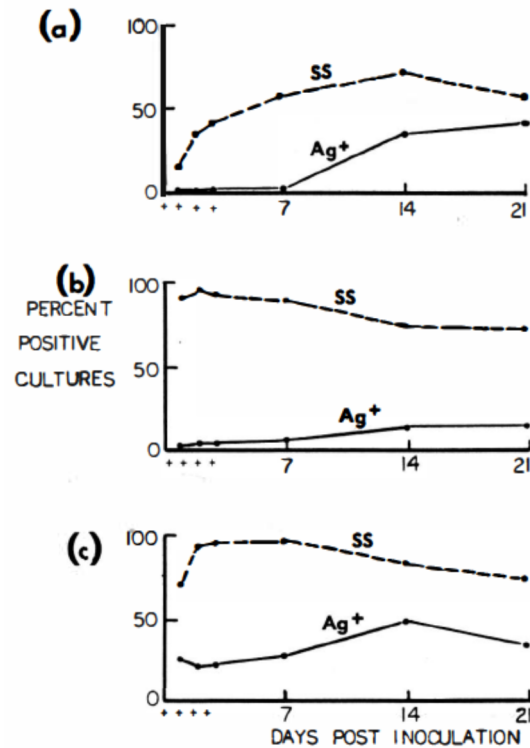 (a)
100
SS
50
Ag+
0
+ + + +
7
14
21
(b)
100
SS
PERCENT
POSITIVE
50
CULTURES
Ag+
0
+ + + +
7
14
21
(c)
100
SS
50
Ag+
0
+ + + +
7
14
21
DAYS POST INOCULATION